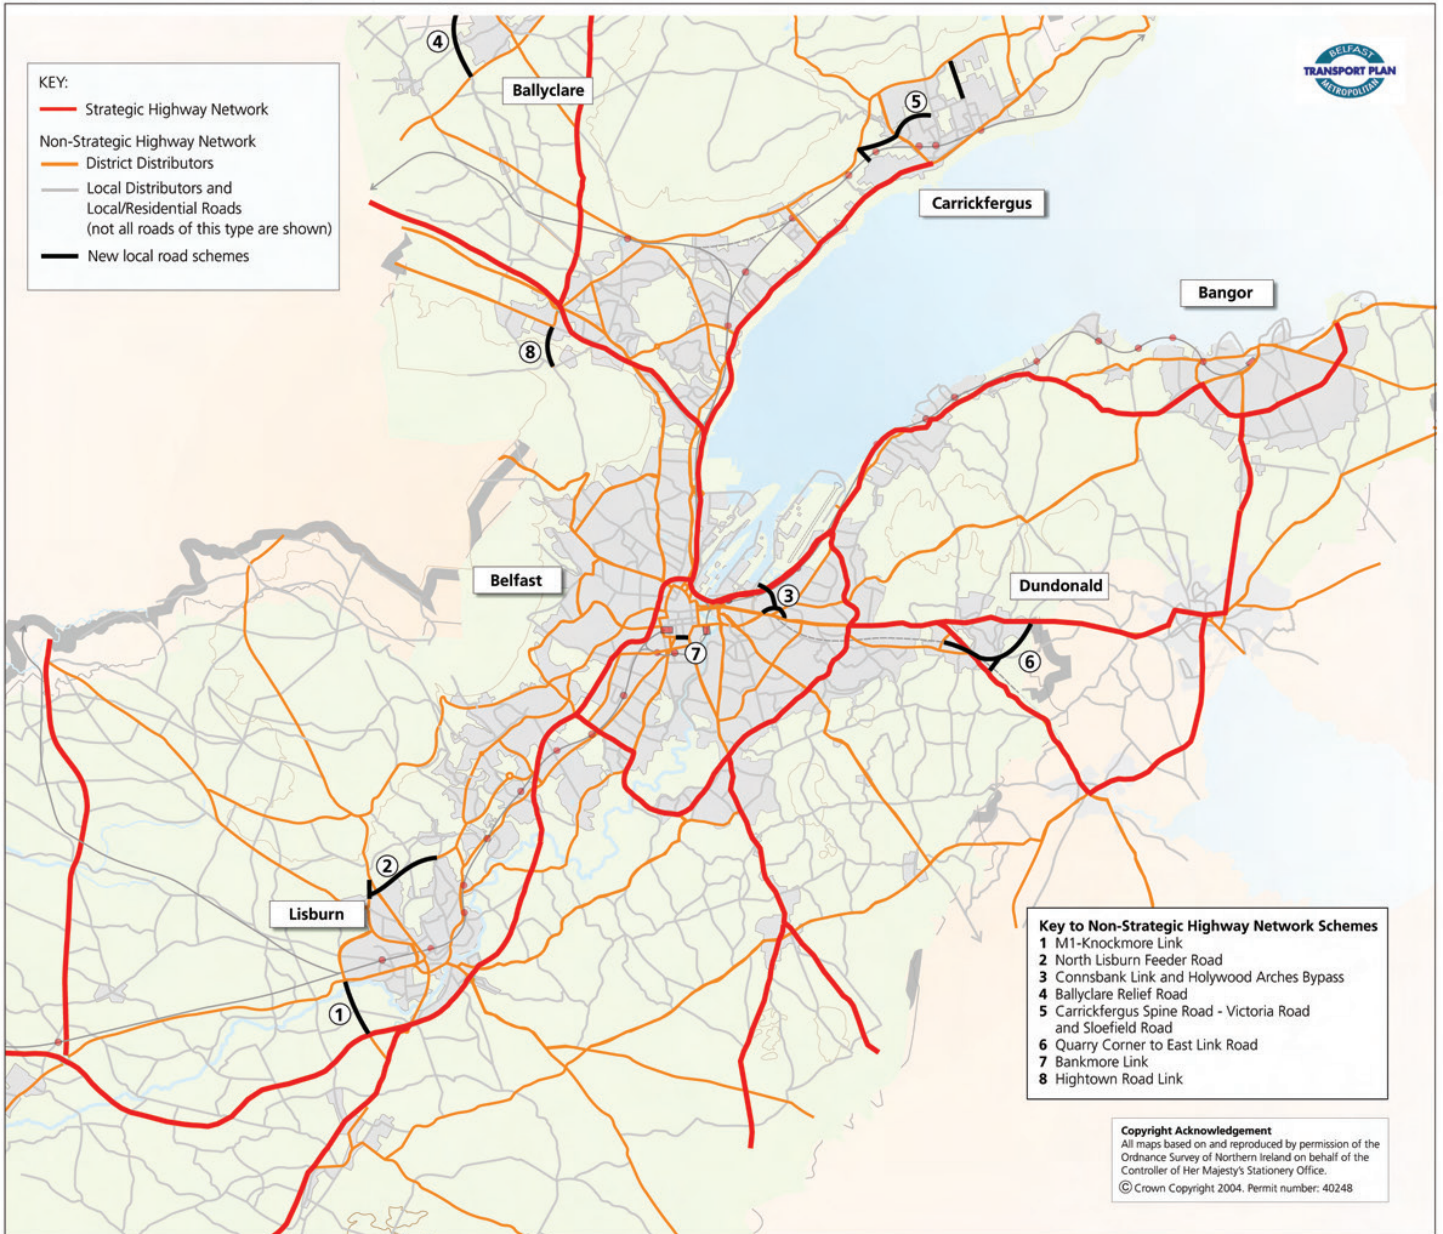 BELFAST
TRANSPORT PLAN
METROPOLITAN
KEY:
Strategic Highway Network
Non-Strategic Highway Network
District Distributors
Local Distributors and
Local/Residential Roads
(not all roads of this type are shown)
New local road schemes
4
Ballyclare
5
Carrickfergus
Bangor
8
Belfast
3
Dundonald
7
6
2
Lisburn
1
Key to Non-Strategic Highway Network Schemes
1 M1-Knockmore Link
2 North Lisburn Feeder Road
3 Connsbank Link and Holywood Arches Bypass
4 Ballyclare Relief Road
5 Carrickfergus Spine Road - Victoria Road
and Sloefield Road
6 Quarry Corner to East Link Road
7 Bankmore Link
8 Hightown Road Link
Copyright Acknowledgement
All maps based on and reproduced by permission of the
Ordnance Survey of Northern Ireland on behalf of the
Controller of Her Majesty's Stationery Office.
© Crown Copyright 2004. Permit number: 40248